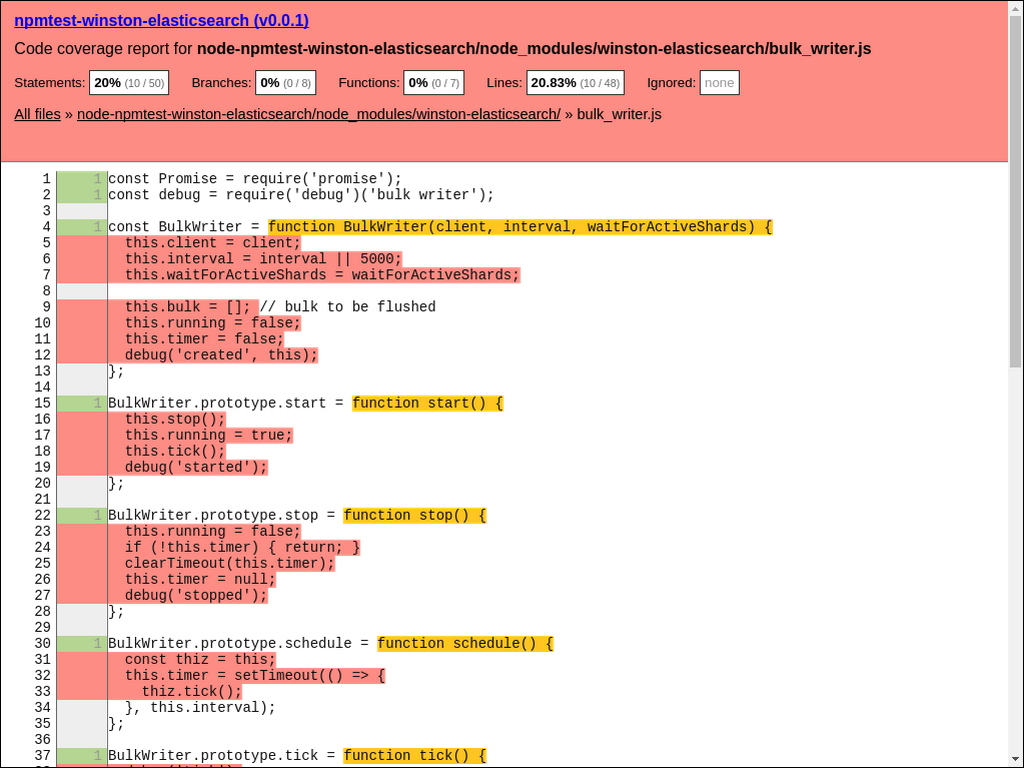 npmtest-winston-elasticsearch (v0.0.1)
Code coverage report for node-npmtest-winston-elasticsearch/node_modules/winston-elasticsearch/bulk_writer.js
Statements: 20% (10 / 50) Branches: 0% (0 / 8) Functions: 0% (0 / 7) Lines: 20.83% (10 / 48) Ignored: none
All files » node-npmtest-winston-elasticsearch/node_modules/winston-elasticsearch/ » bulk_writer.js
1 1 const Promise = require('promise');
2 1 const debug = require('debug')('bulk writer');
3
4 1 const BulkWriter = function BulkWriter(client, interval, waitForActiveShards) {
5 this.client = client;
6 this.interval = interval || 5000;
7 this.waitForActiveShards = waitForActiveShards;
8
9 this.bulk = []; // bulk to be flushed
10 this.running = false;
11 this.timer = false;
12 debug('created', this);
13 };
14
15 1 BulkWriter.prototype.start = function start() {
16 this.stop();
17 this.running = true;
18 this.tick();
19 debug('started');
20 };
21
22 1 BulkWriter.prototype.stop = function stop() {
23 this.running = false;
24 if (!this.timer) { return; }
25 clearTimeout(this.timer);
26 this.timer = null;
27 debug('stopped');
28 };
29
30 1 BulkWriter.prototype.schedule = function schedule() {
31 const thiz = this;
32 this.timer = setTimeout(() => {
33 thiz.tick();
34 }, this.interval);
35 };
36
37 1 BulkWriter.prototype.tick = function tick() {